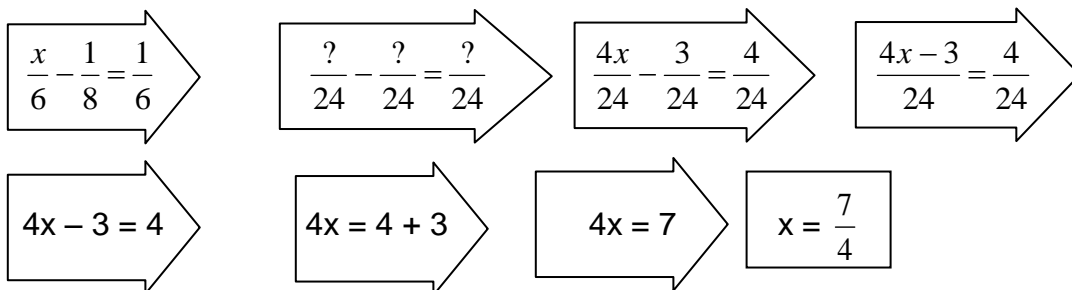 x/6 − 1/8 = 1/6
?/24 − ?/24 = ?/24
4x/24 − 3/24 = 4/24
(4x − 3)/24 = 4/24
4x – 3 = 4
4x = 4 + 3
4x = 7
x = 7/4